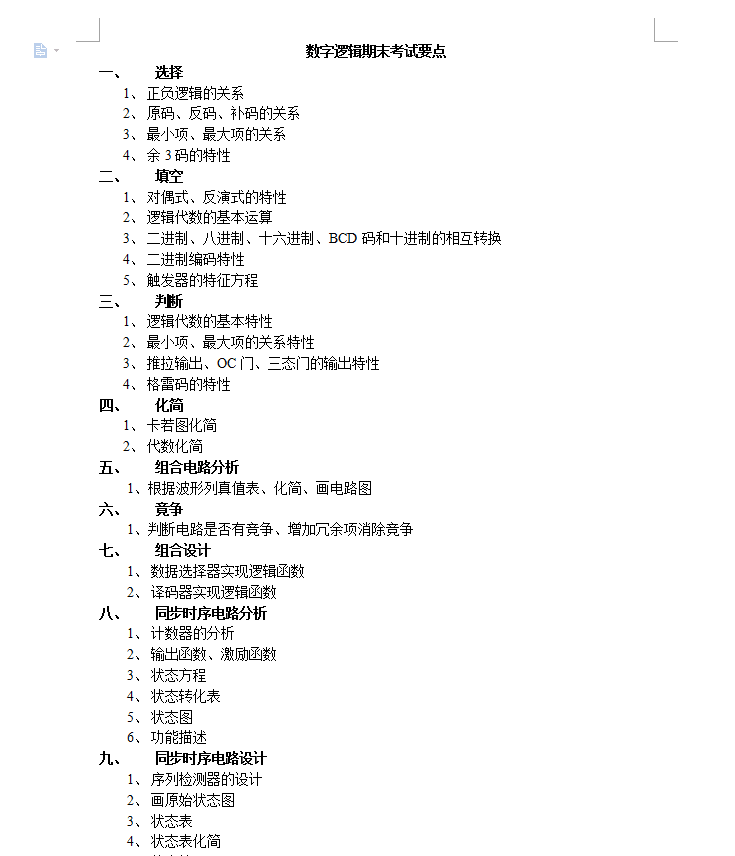 数字逻辑期末考试要点
一、 选择
1、正负逻辑的关系
2、原码、反码、补码的关系
3、最小项、最大项的关系
4、余 3 码的特性
二、 填空
1、对偶式、反演式的特性
2、逻辑代数的基本运算
3、二进制、八进制、十六进制、BCD 码和十进制的相互转换
4、二进制编码特性
5、触发器的特征方程
三、 判断
1、逻辑代数的基本特性
2、最小项、最大项的关系特性
3、推拉输出、OC 门、三态门的输出特性
4、格雷码的特性
四、 化简
1、卡若图化简
2、代数化简
五、 组合电路分析
1、根据波形列真值表、化简、画电路图
六、 竟争
1、判断电路是否有竞争、增加冗余项消除竞争
七、 组合设计
1、数据选择器实现逻辑函数
2、译码器实现逻辑函数
八、 同步时序电路分析
1、计数器的分析
2、输出函数、激励函数
3、状态方程
4、状态转化表
5、状态图
6、功能描述
九、 同步时序电路设计
1、序列检测器的设计
2、画原始状态图
3、状态表
4、状态表化简